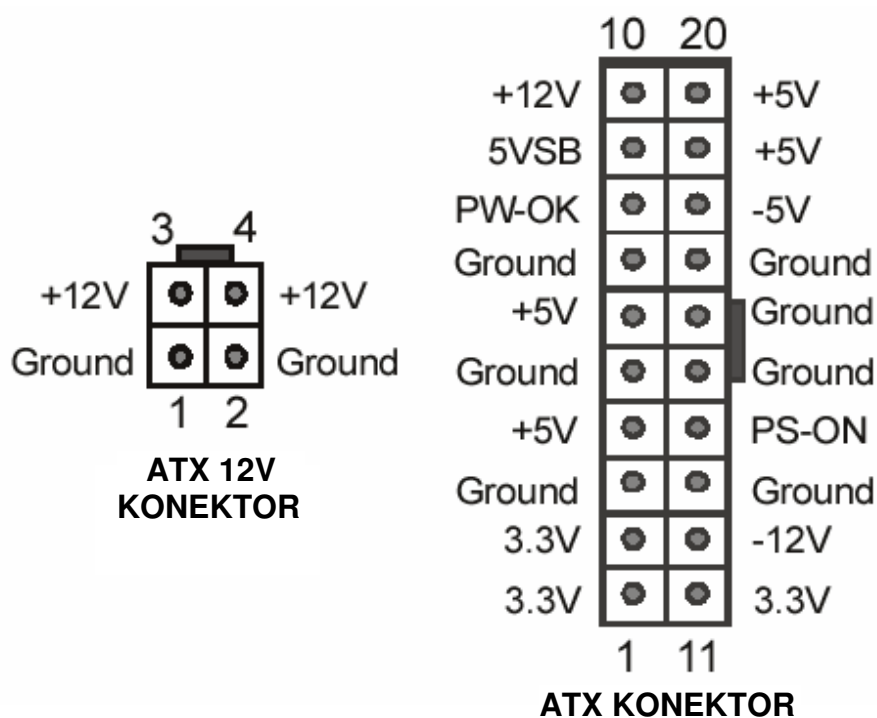 3 4
+12V +12V
Ground Ground
1 2
ATX 12V
KONEKTOR
10 20
+12V +5V
5VSB +5V
PW-OK -5V
Ground Ground
+5V Ground
Ground Ground
+5V PS-ON
Ground Ground
3.3V -12V
3.3V 3.3V
1 11
ATX KONEKTOR